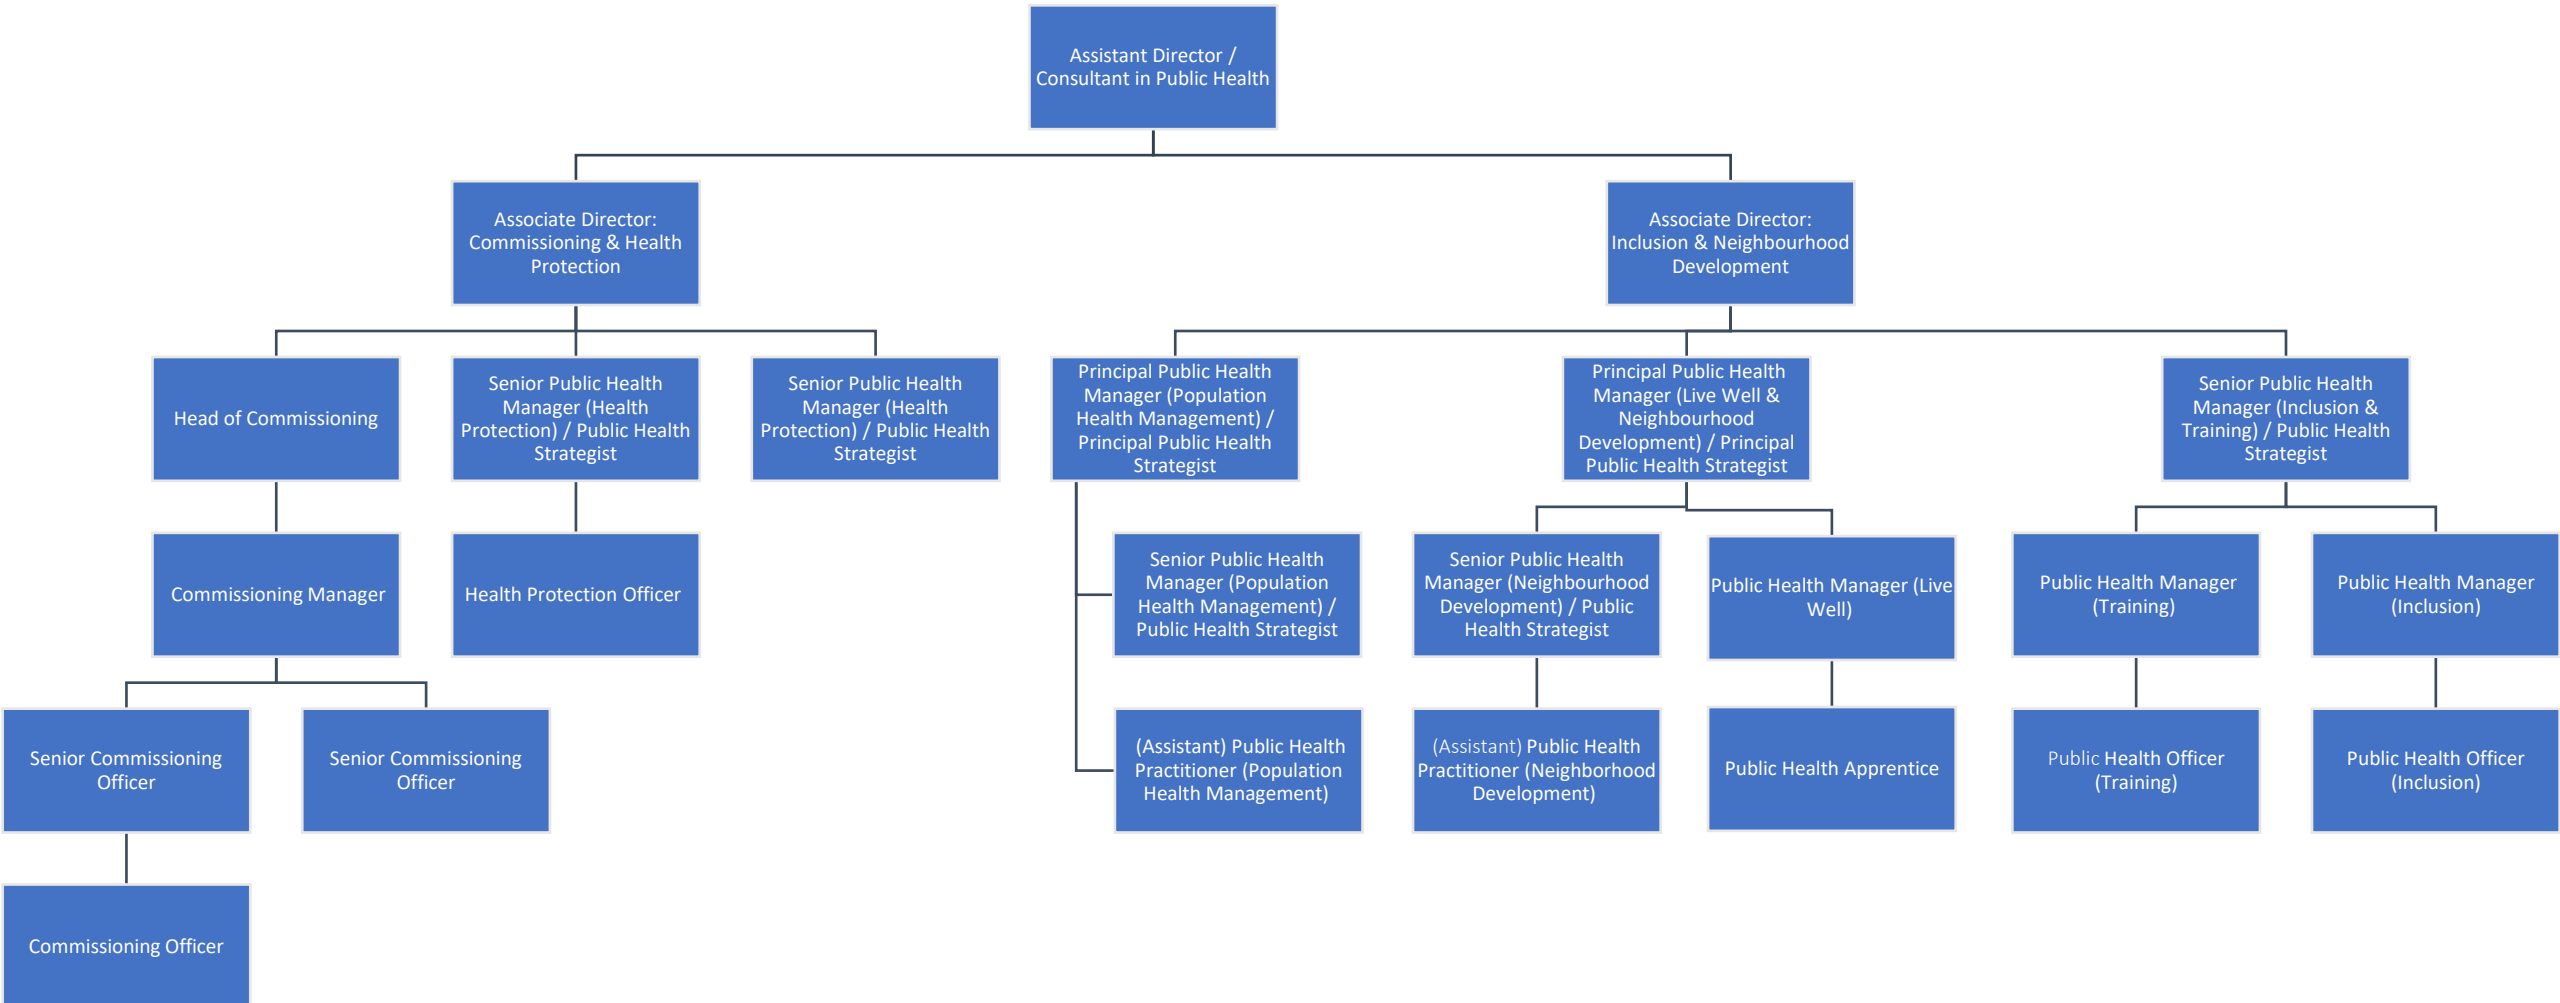 Assistant Director /
Consultant in Public Health
Associate Director:
Commissioning & Health
Protection
Associate Director:
Inclusion & Neighbourhood
Development
Head of Commissioning
Senior Public Health
Manager (Health
Protection) / Public Health
Strategist
Senior Public Health
Manager (Health
Protection) / Public Health
Strategist
Principal Public Health
Manager (Population
Health Management) /
Principal Public Health
Strategist
Principal Public Health
Manager (Live Well &
Neighbourhood
Development) / Principal
Public Health Strategist
Senior Public Health
Manager (Inclusion &
Training) / Public Health
Strategist
Commissioning Manager
Health Protection Officer
Senior Public Health
Manager (Population
Health Management) /
Public Health Strategist
Senior Public Health
Manager (Neighbourhood
Development) / Public
Health Strategist
Public Health Manager (Live
Well)
Public Health Manager
(Training)
Public Health Manager
(Inclusion)
Senior Commissioning
Officer
Senior Commissioning
Officer
(Assistant) Public Health
Practitioner (Population
Health Management)
(Assistant) Public Health
Practitioner (Neighborhood
Development)
Public Health Apprentice
Public Health Officer
(Training)
Public Health Officer
(Inclusion)
Commissioning Officer